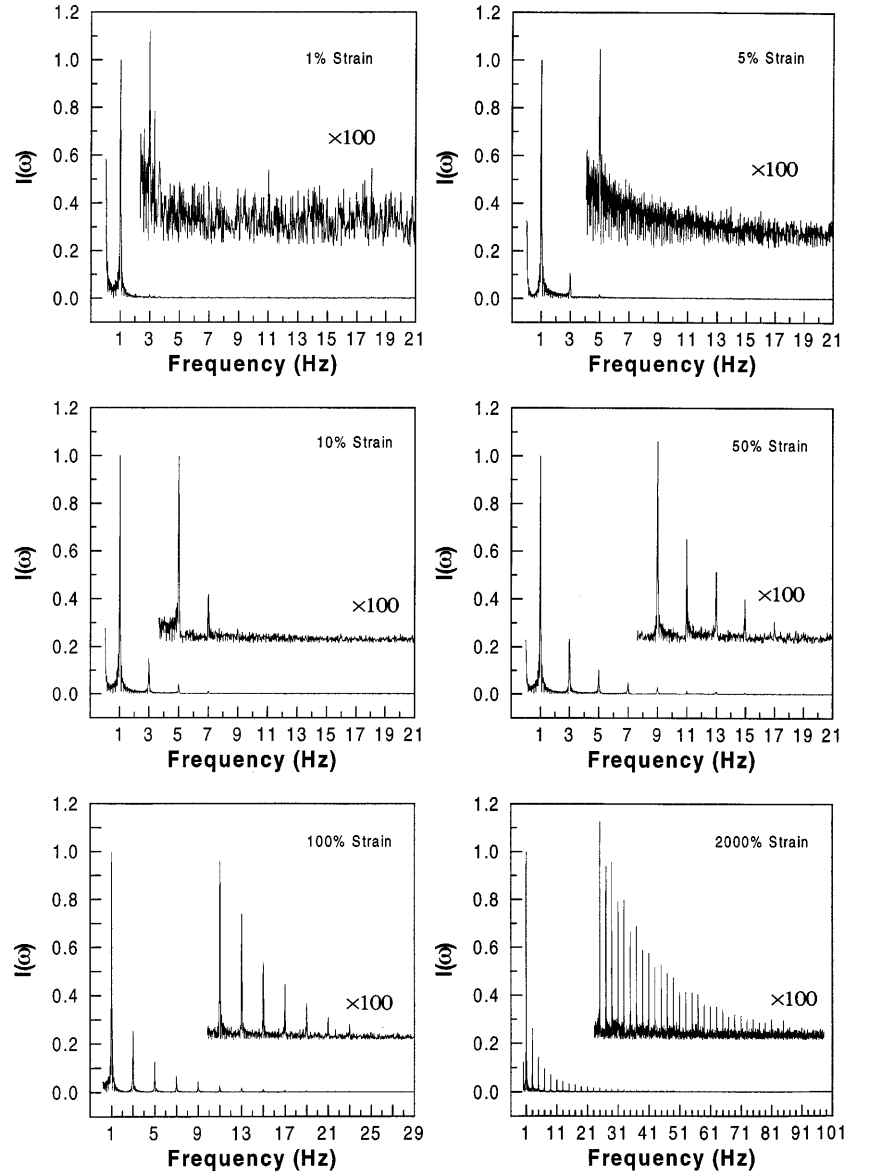 1.2
1.0
0.8
0.6
0.4
0.2
0.0
I(ω)
1% Strain
×100
1 3 5 7 9 11 13 15 17 19 21
Frequency (Hz)
1.2
1.0
0.8
0.6
0.4
0.2
0.0
I(ω)
5% Strain
×100
1 3 5 7 9 11 13 15 17 19 21
Frequency (Hz)
1.2
1.0
0.8
0.6
0.4
0.2
0.0
I(ω)
10% Strain
×100
1 3 5 7 9 11 13 15 17 19 21
Frequency (Hz)
1.2
1.0
0.8
0.6
0.4
0.2
0.0
I(ω)
50% Strain
×100
1 3 5 7 9 11 13 15 17 19 21
Frequency (Hz)
1.2
1.0
0.8
0.6
0.4
0.2
0.0
I(ω)
100% Strain
×100
1 5 9 13 17 21 25 29
Frequency (Hz)
1.2
1.0
0.8
0.6
0.4
0.2
0.0
I(ω)
2000% Strain
×100
1 11 21 31 41 51 61 71 81 91 101
Frequency (Hz)